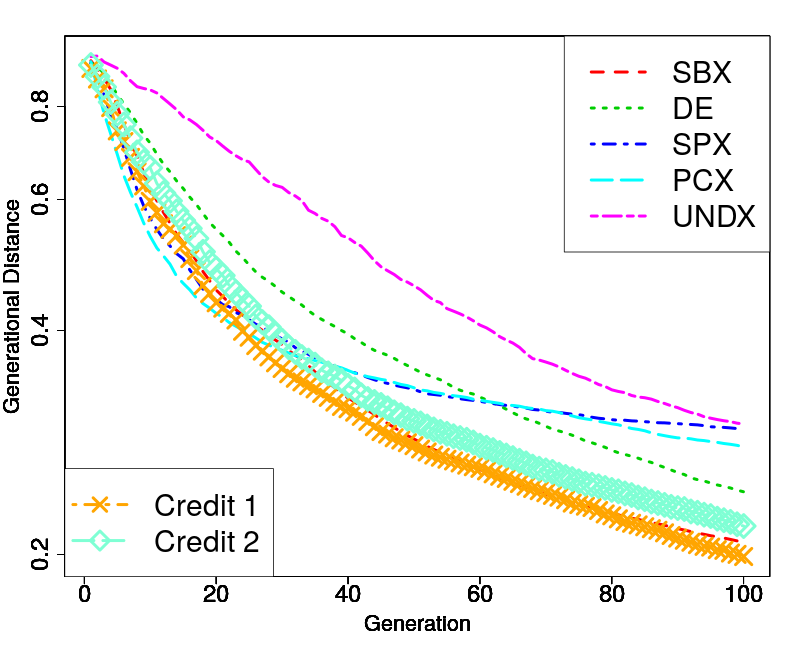 SBX
DE
SPX
PCX
UNDX
Generational Distance
0.8
0.6
0.4
0.2
Credit 1
Credit 2
0 20 40 60 80 100
Generation